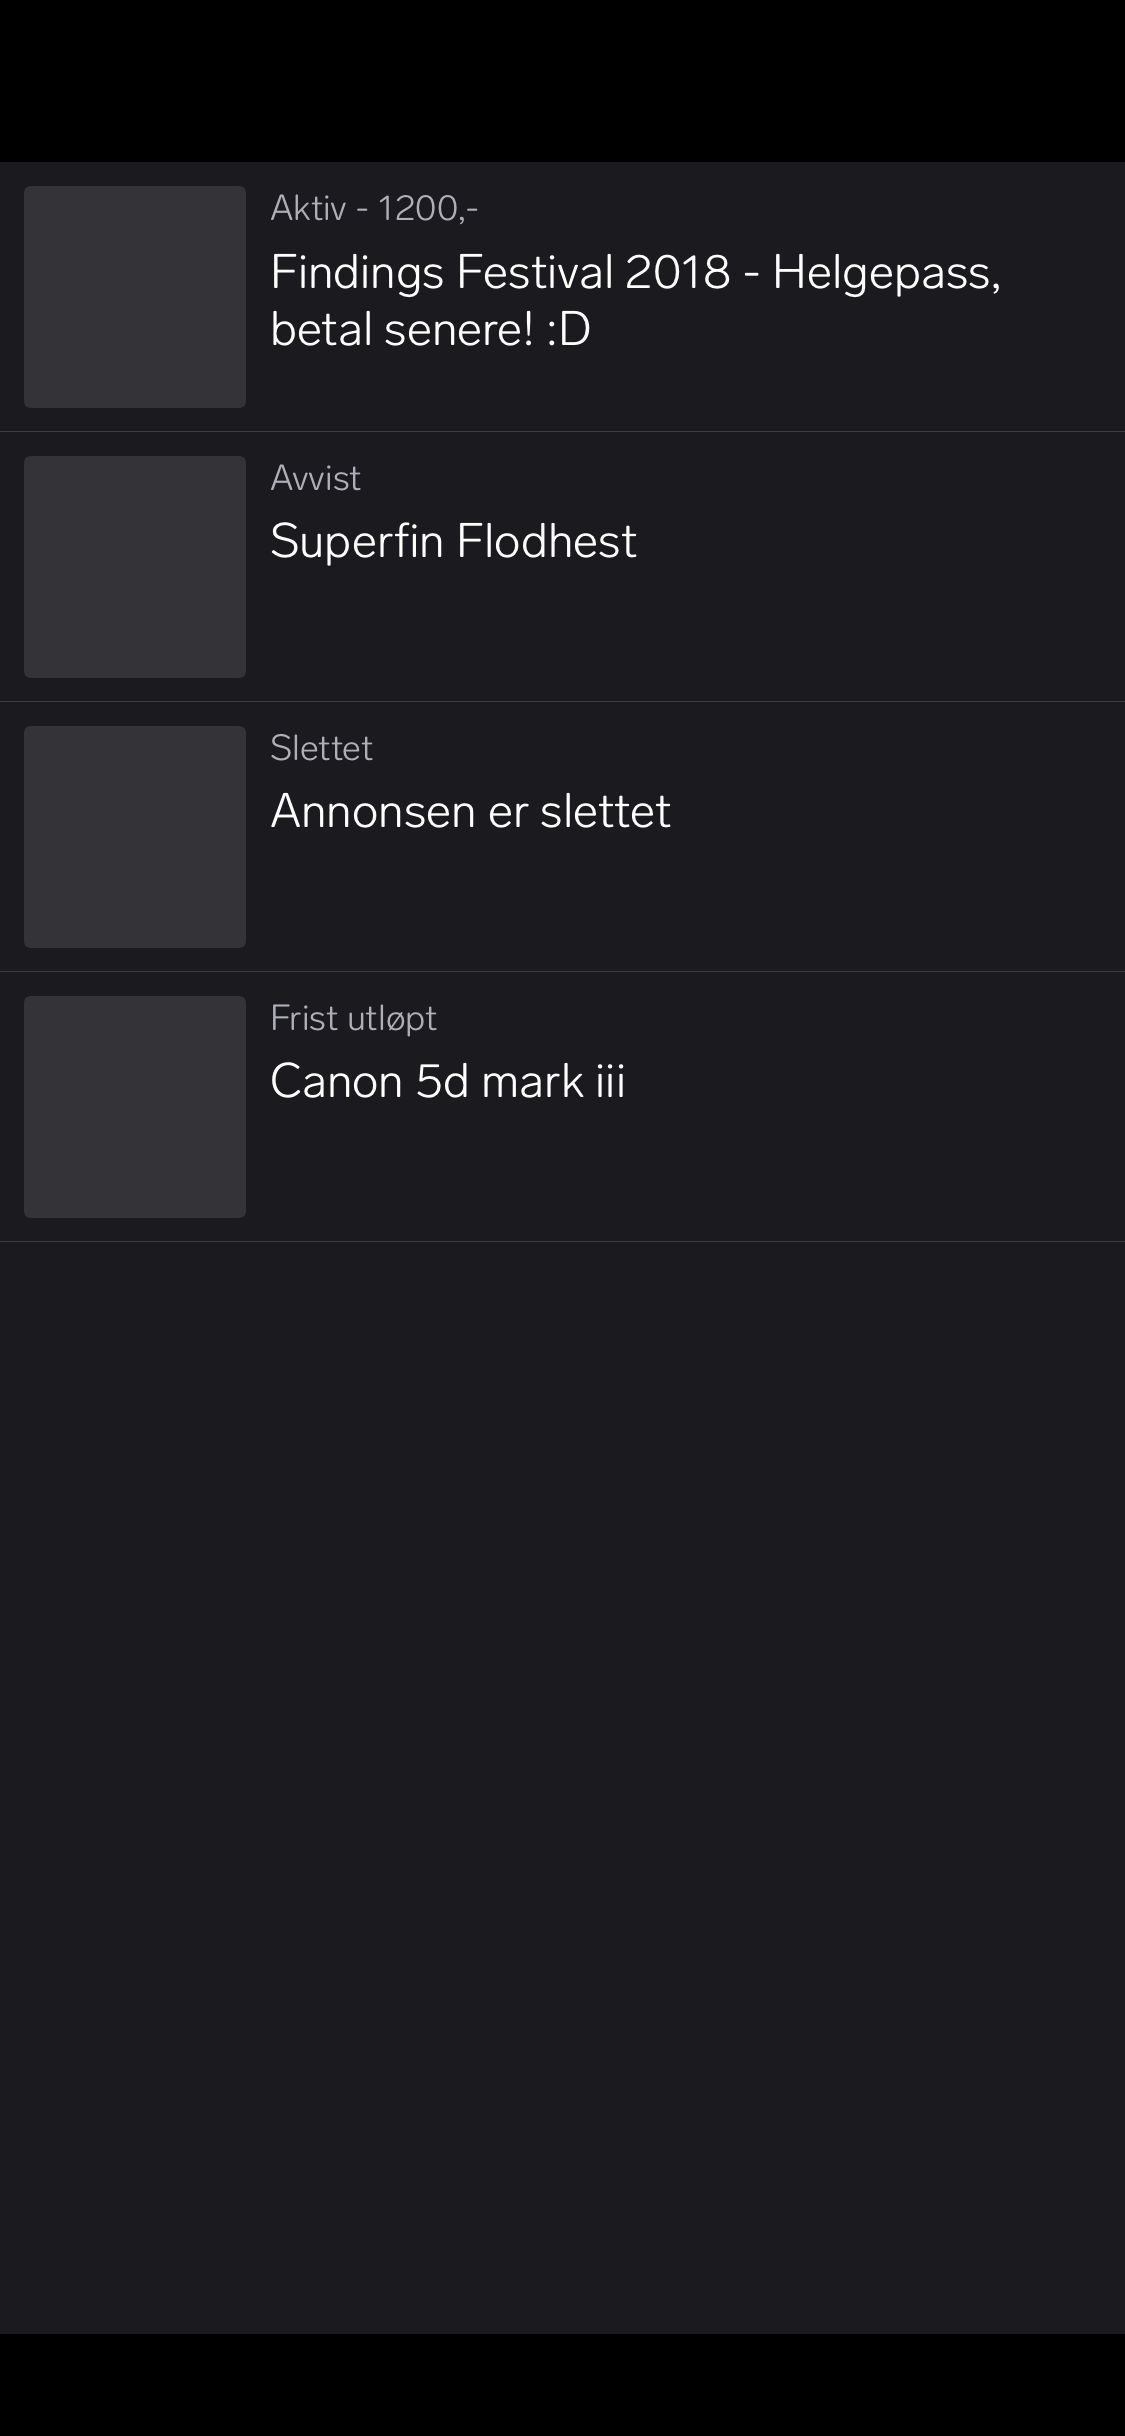 Aktiv - 1200,-
Findings Festival 2018 - Helgepass,
betal senere! :D
Avvist
Superfin Flodhest
Slettet
Annonsen er slettet
Frist utløpt
Canon 5d mark iii